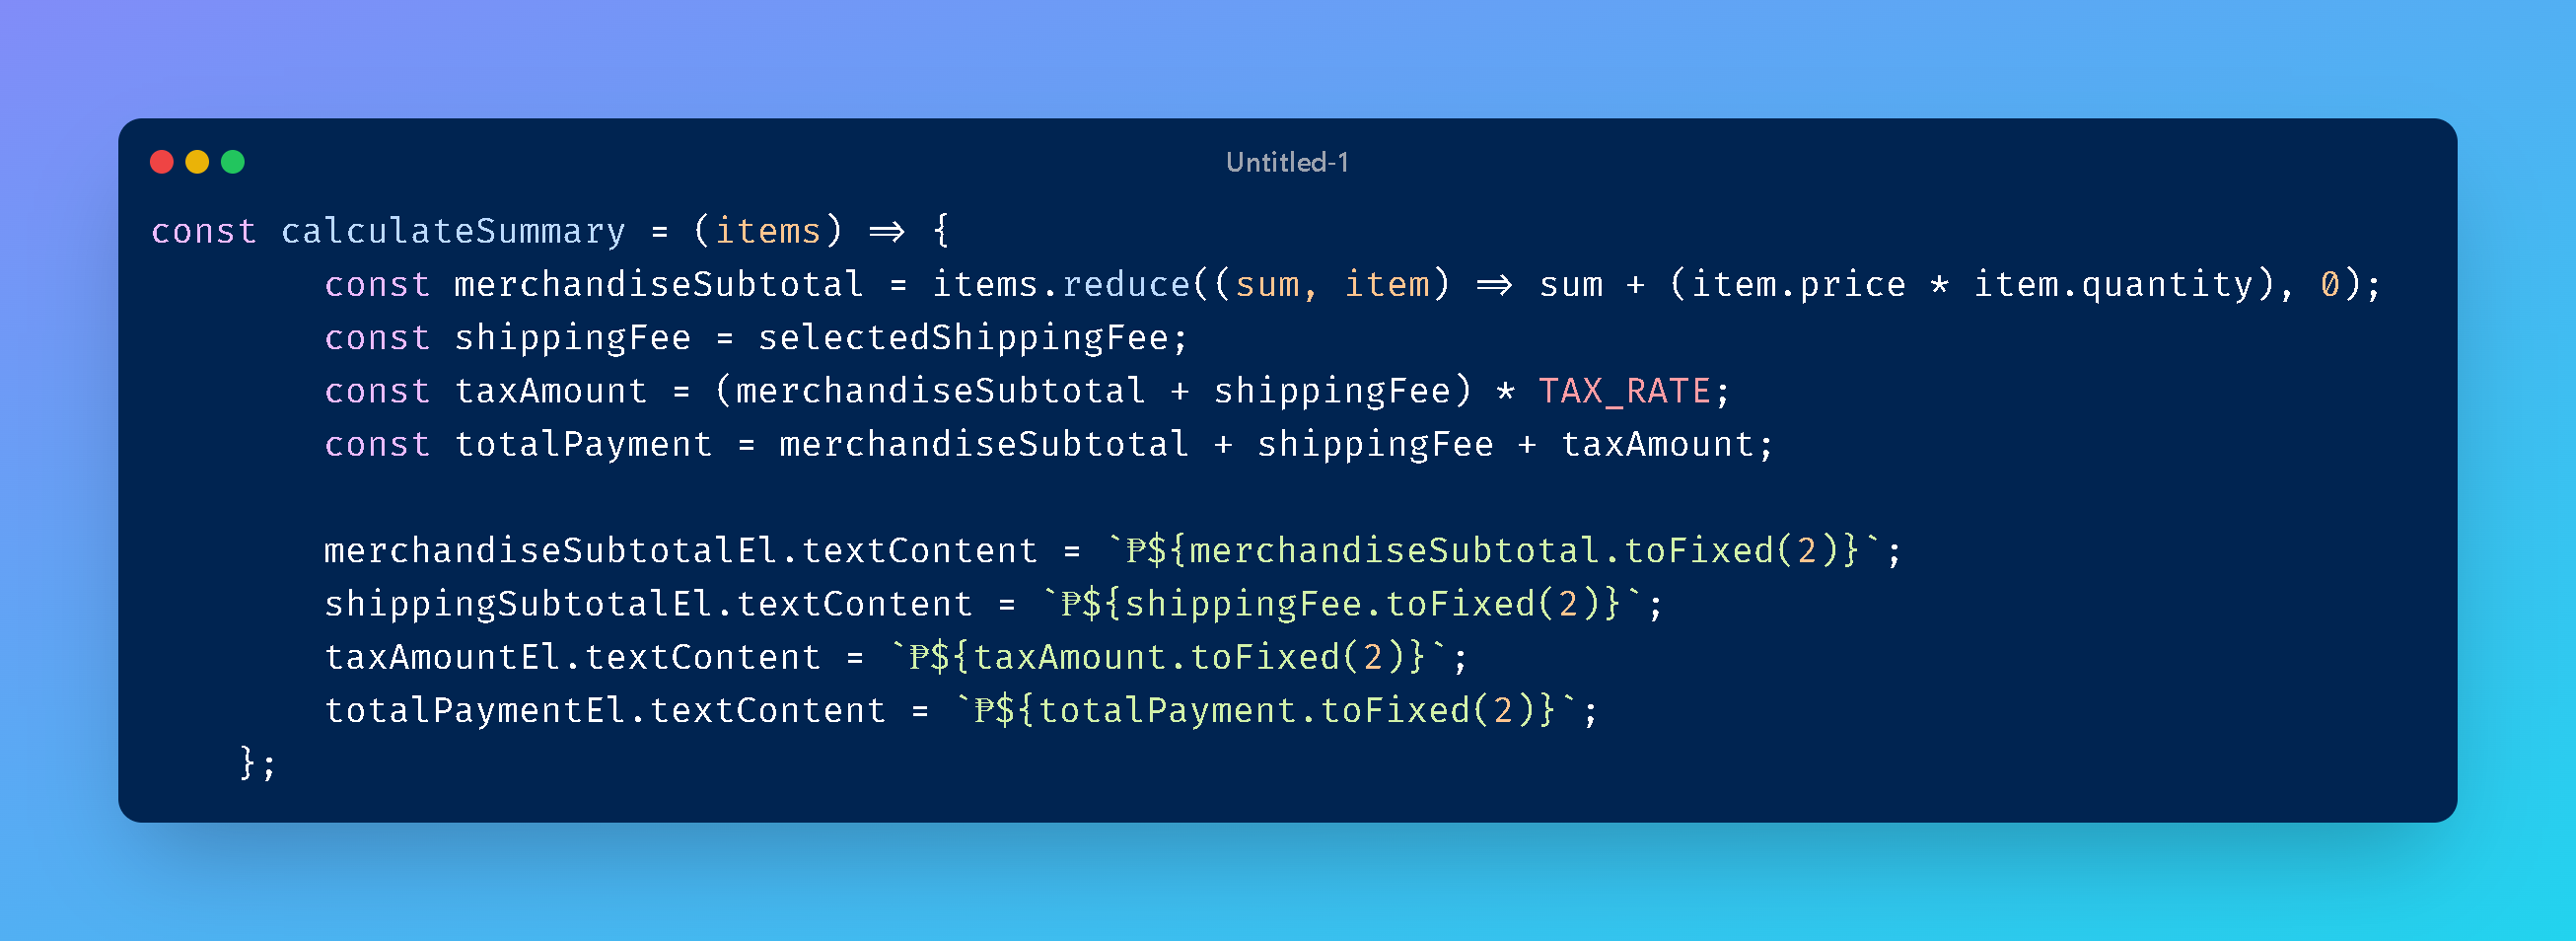 Untitled-1
const calculateSummary = (items) => {
        const merchandiseSubtotal = items.reduce((sum, item) => sum + (item.price * item.quantity), 0);
        const shippingFee = selectedShippingFee;
        const taxAmount = (merchandiseSubtotal + shippingFee) * TAX_RATE;
        const totalPayment = merchandiseSubtotal + shippingFee + taxAmount;

        merchandiseSubtotalEl.textContent = `₱${merchandiseSubtotal.toFixed(2)}`;
        shippingSubtotalEl.textContent = `₱${shippingFee.toFixed(2)}`;
        taxAmountEl.textContent = `₱${taxAmount.toFixed(2)}`;
        totalPaymentEl.textContent = `₱${totalPayment.toFixed(2)}`;
    };